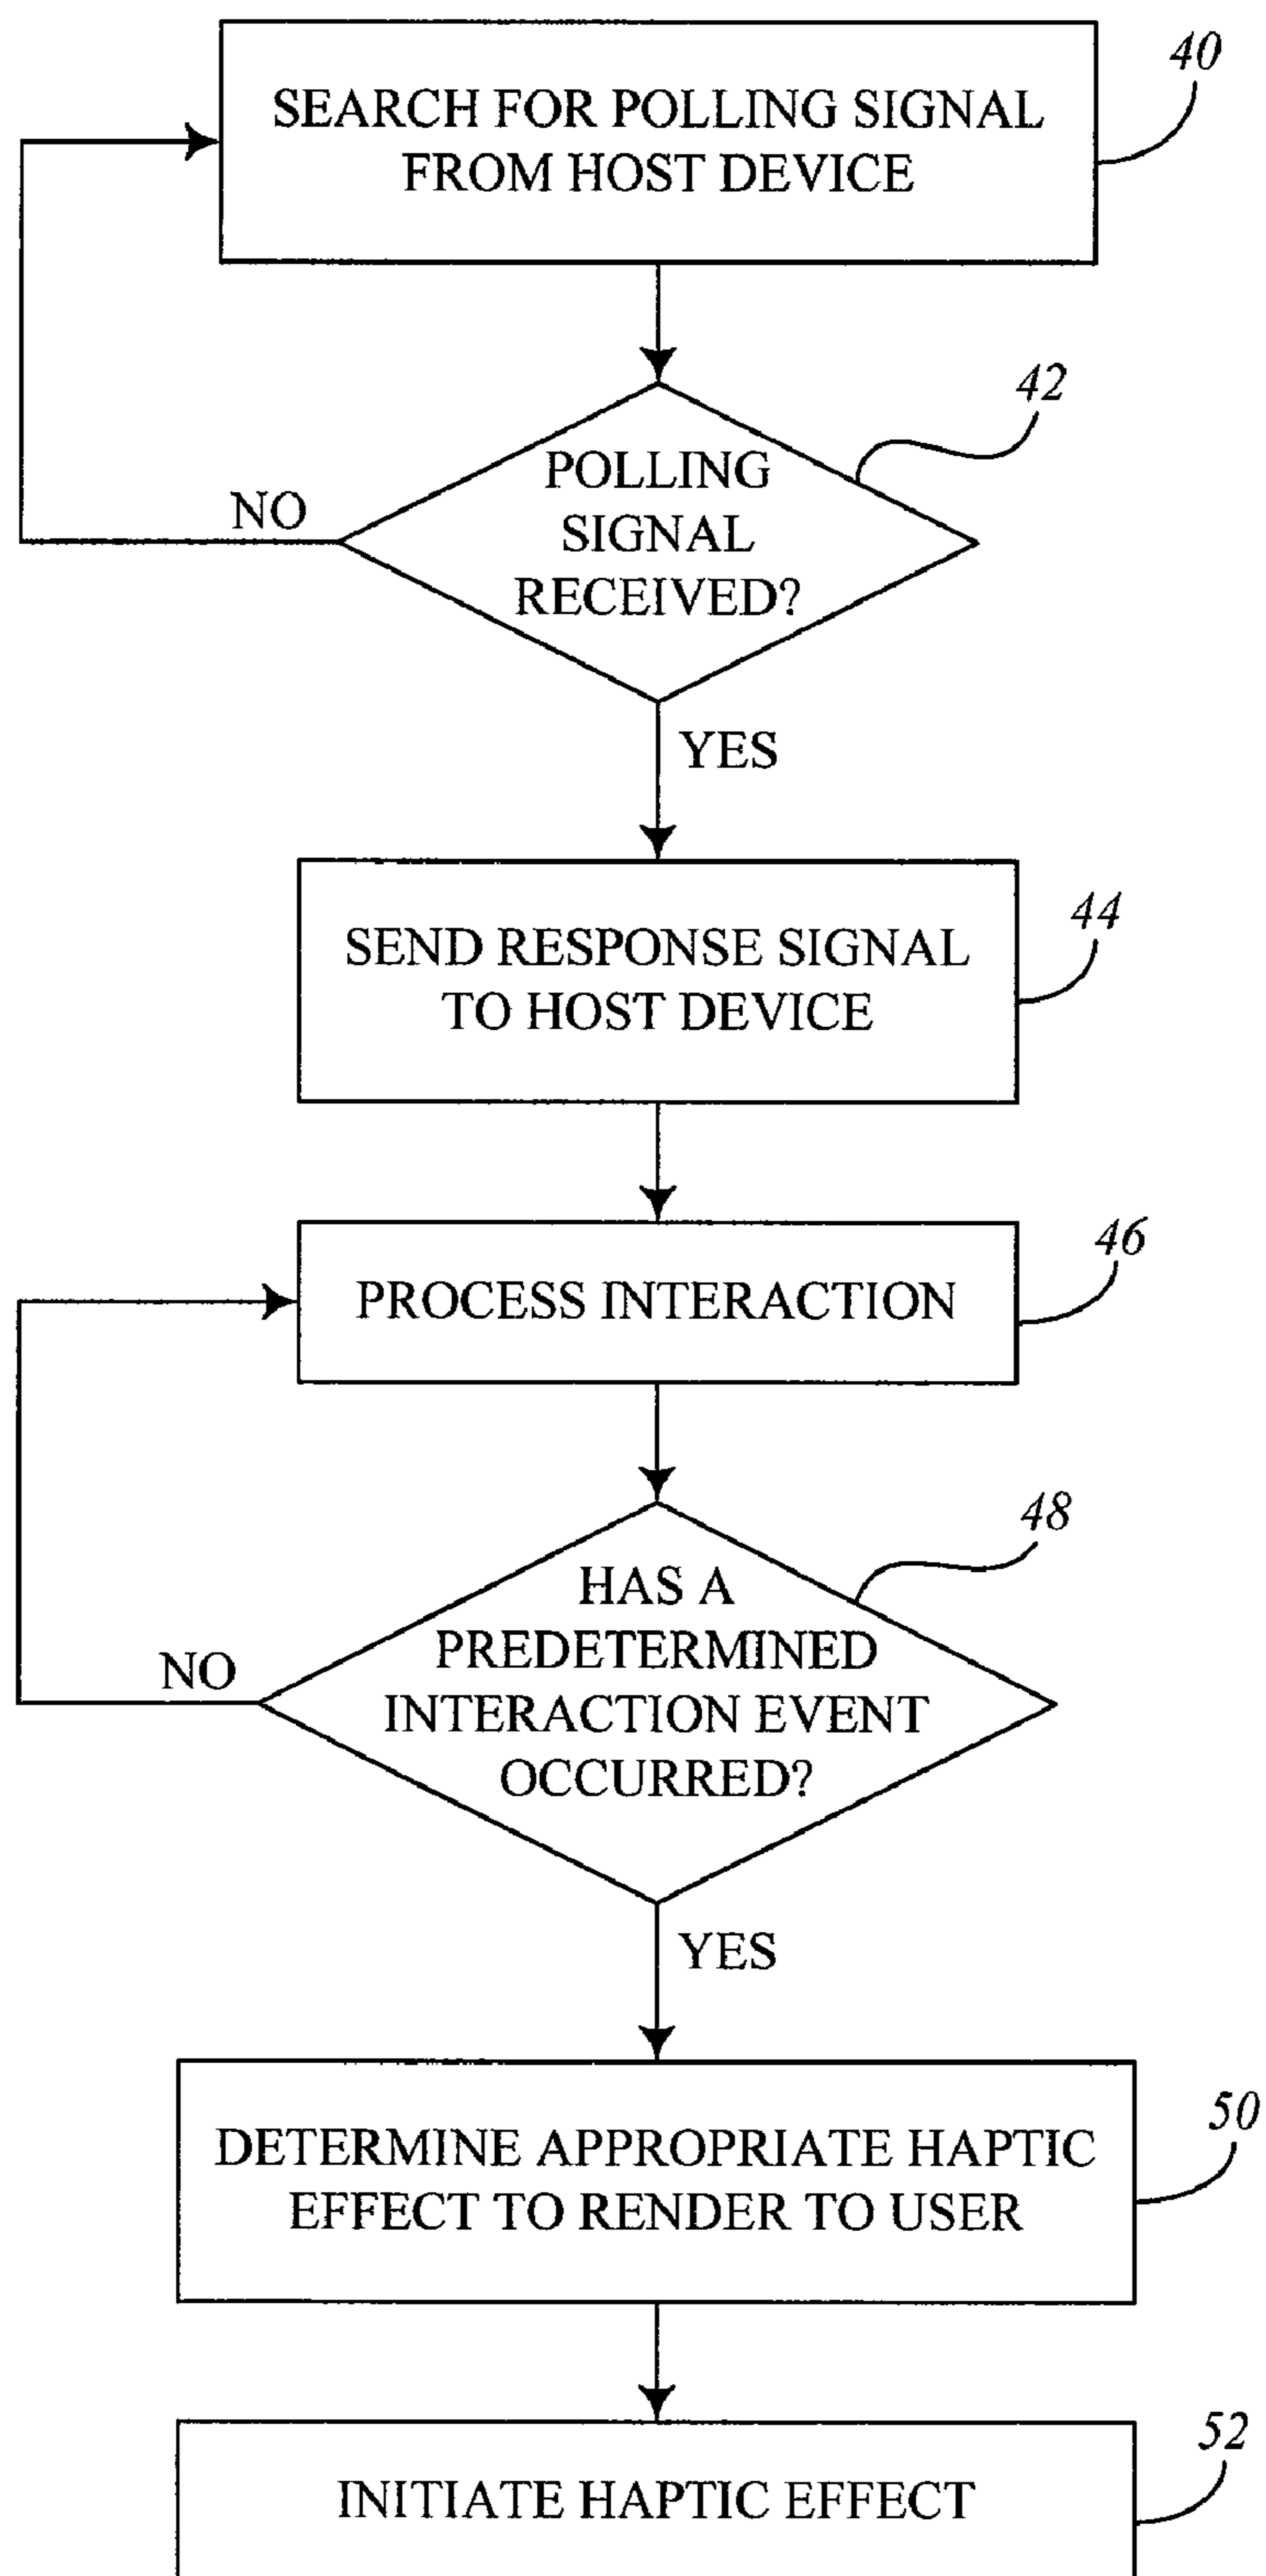 40
SEARCH FOR POLLING SIGNAL
FROM HOST DEVICE
42
POLLING
SIGNAL
RECEIVED?
NO
YES
44
SEND RESPONSE SIGNAL
TO HOST DEVICE
46
PROCESS INTERACTION
48
HAS A
PREDETERMINED
INTERACTION EVENT
OCCURRED?
NO
YES
50
DETERMINE APPROPRIATE HAPTIC
EFFECT TO RENDER TO USER
52
INITIATE HAPTIC EFFECT